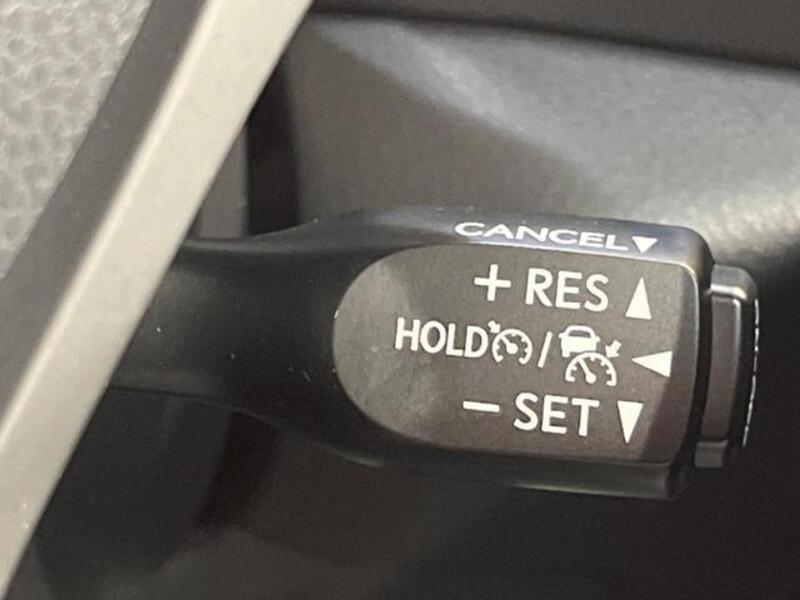 CANCEL▼
+ RES ▲
HOLD / ◀
− SET ▼